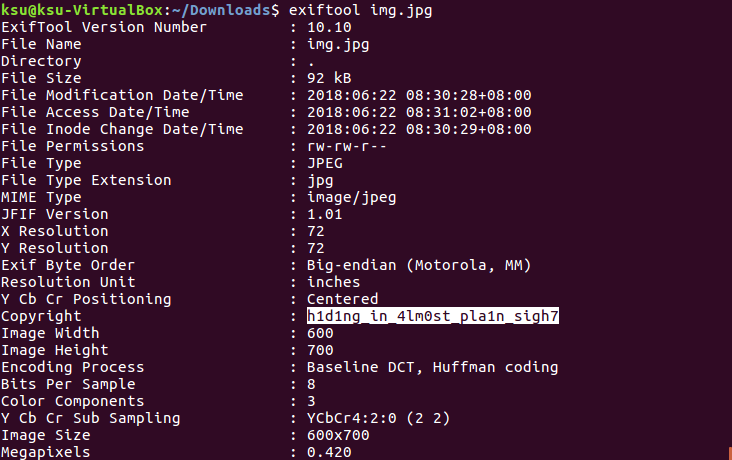 ksu@ksu-VirtualBox:~/Downloads$ exiftool img.jpg
ExifTool Version Number : 10.10
File Name : img.jpg
Directory : .
File Size : 92 kB
File Modification Date/Time : 2018:06:22 08:30:28+08:00
File Access Date/Time : 2018:06:22 08:31:02+08:00
File Inode Change Date/Time : 2018:06:22 08:30:29+08:00
File Permissions : rw-rw-r--
File Type : JPEG
File Type Extension : jpg
MIME Type : image/jpeg
JFIF Version : 1.01
X Resolution : 72
Y Resolution : 72
Exif Byte Order : Big-endian (Motorola, MM)
Resolution Unit : inches
Y Cb Cr Positioning : Centered
Copyright : h1d1ng_in_4lm0st_pla1n_sigh7
Image Width : 600
Image Height : 700
Encoding Process : Baseline DCT, Huffman coding
Bits Per Sample : 8
Color Components : 3
Y Cb Cr Sub Sampling : YCbCr4:2:0 (2 2)
Image Size : 600x700
Megapixels : 0.420